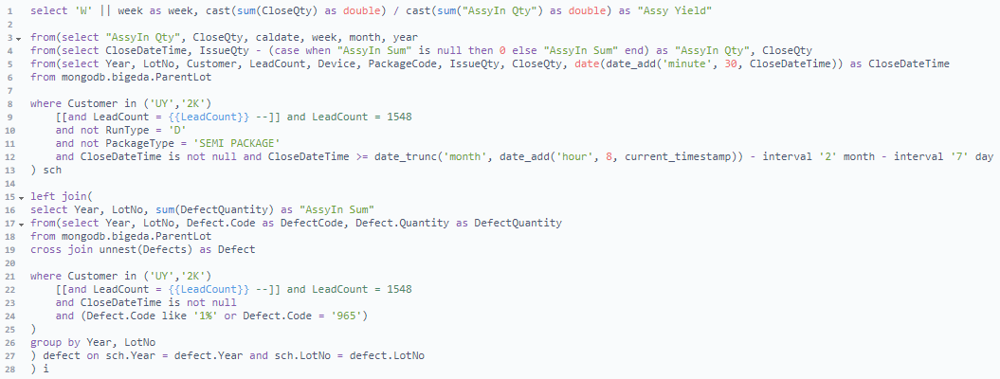 1 select 'W' || week as week, cast(sum(CloseQty) as double) / cast(sum("AssyIn Qty") as double) as "Assy Yield"
2
3 from(select "AssyIn Qty", CloseQty, caldate, week, month, year
4 from(select CloseDateTime, IssueQty - (case when "AssyIn Sum" is null then 0 else "AssyIn Sum" end) as "AssyIn Qty", CloseQty
5 from(select Year, LotNo, Customer, LeadCount, Device, PackageCode, IssueQty, CloseQty, date(date_add('minute', 30, CloseDateTime)) as CloseDateTime
6 from mongodb.bigeda.ParentLot
7
8 where Customer in ('UY','2K')
9     [[and LeadCount = {{LeadCount}} --]] and LeadCount = 1548
10     and not RunType = 'D'
11     and not PackageType = 'SEMI PACKAGE'
12     and CloseDateTime is not null and CloseDateTime >= date_trunc('month', date_add('hour', 8, current_timestamp)) - interval '2' month - interval '7' day
13 ) sch
14
15 left join(
16 select Year, LotNo, sum(DefectQuantity) as "AssyIn Sum"
17 from(select Year, LotNo, Defect.Code as DefectCode, Defect.Quantity as DefectQuantity
18 from mongodb.bigeda.ParentLot
19 cross join unnest(Defects) as Defect
20
21 where Customer in ('UY','2K')
22     [[and LeadCount = {{LeadCount}} --]] and LeadCount = 1548
23     and CloseDateTime is not null
24     and (Defect.Code like '1%' or Defect.Code = '965')
25 )
26 group by Year, LotNo
27 ) defect on sch.Year = defect.Year and sch.LotNo = defect.LotNo
28 ) i